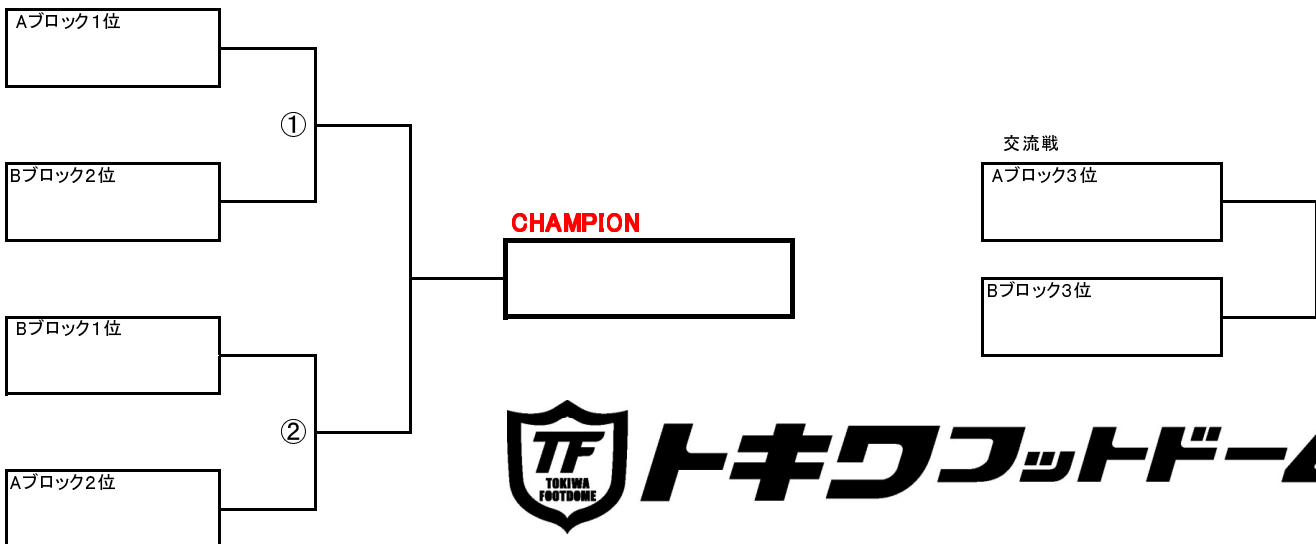 Aブロック1位
①
Bブロック2位
CHAMPION
Bブロック1位
②
Aブロック2位
交流戦
Aブロック3位
Bブロック3位
TF
TOKIWA
FOOTDOME
トキワフットドーム